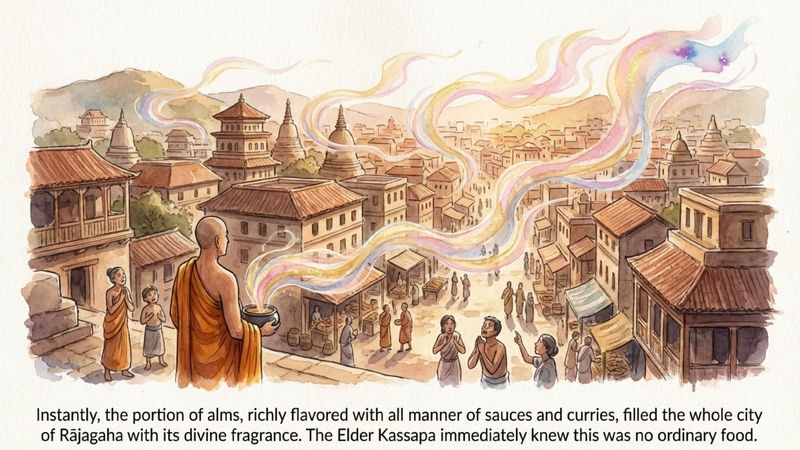 Instantly, the portion of alms, richly flavored with all manner of sauces and curries, filled the whole city
of Rājagaha with its divine fragrance. The Elder Kassapa immediately knew this was no ordinary food.